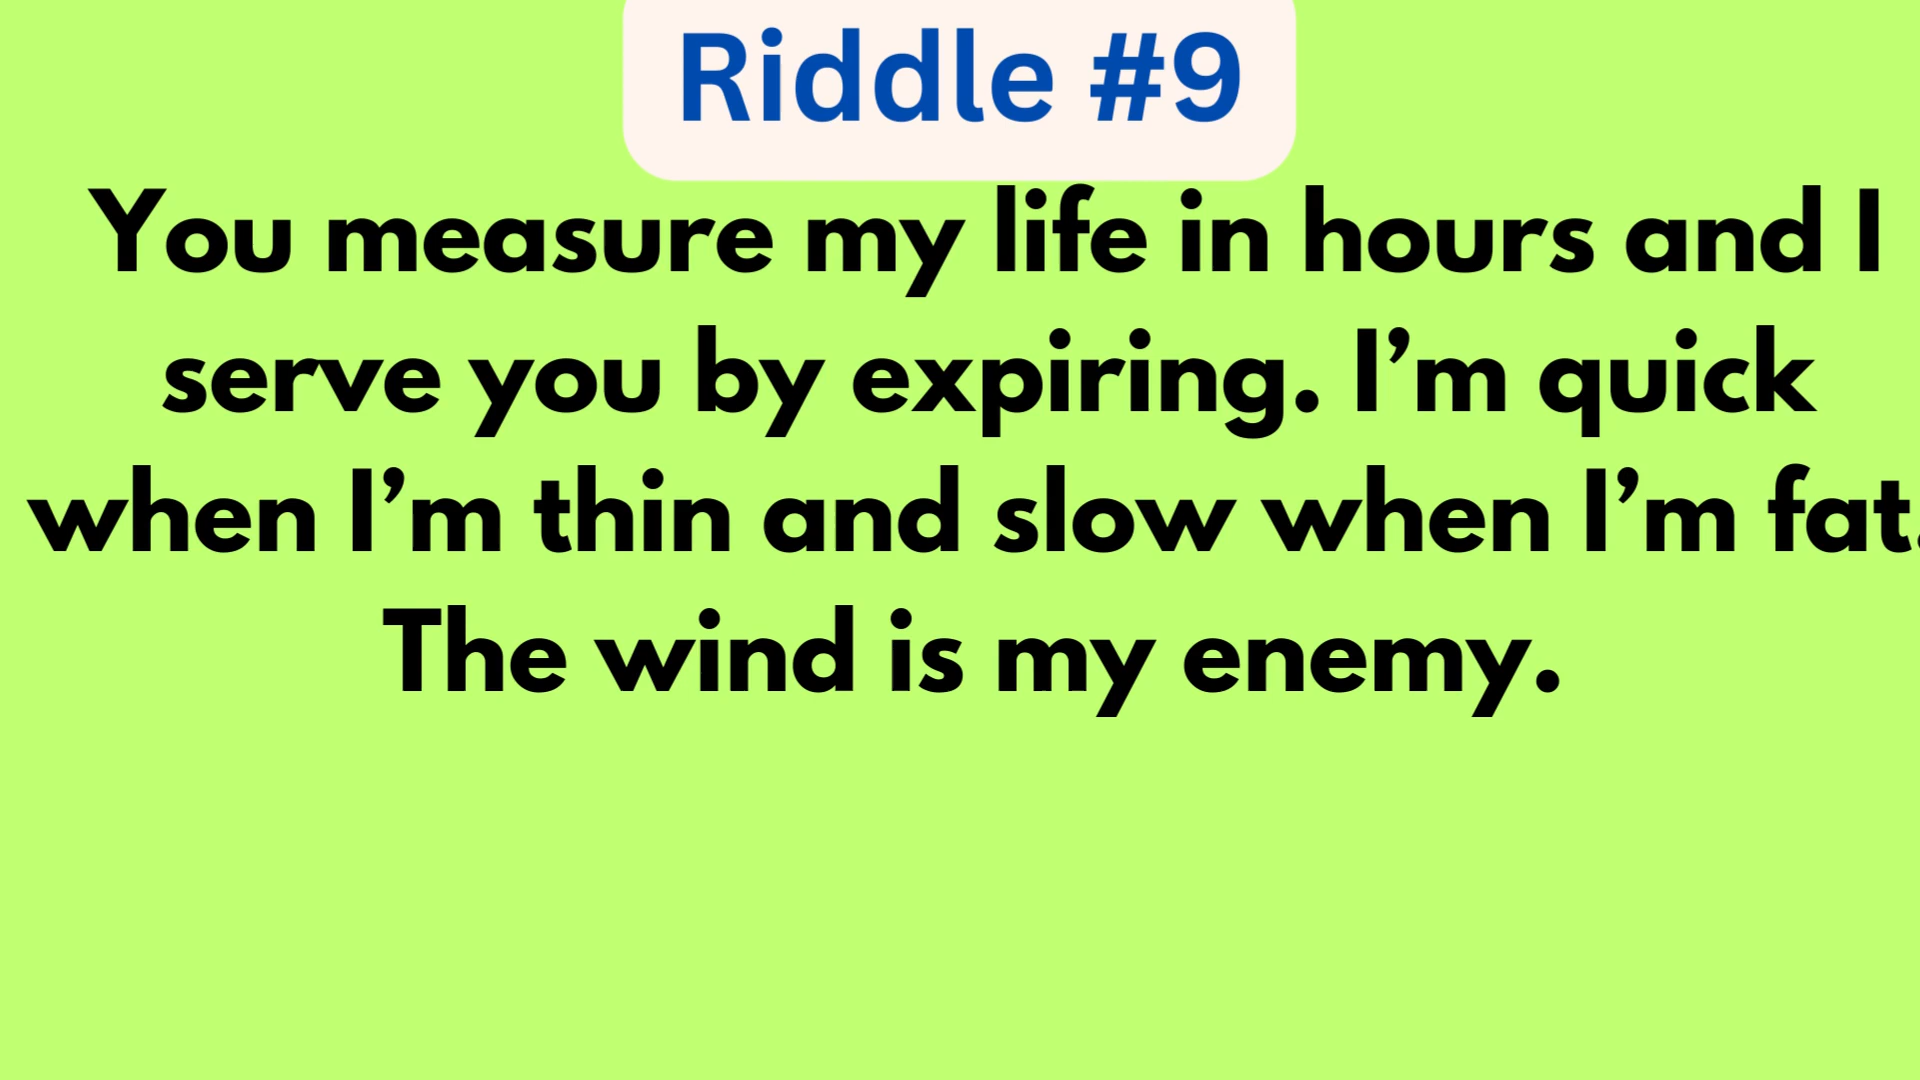 Riddle #9
You measure my life in hours and I
serve you by expiring. I’m quick
when I’m thin and slow when I’m fat.
The wind is my enemy.